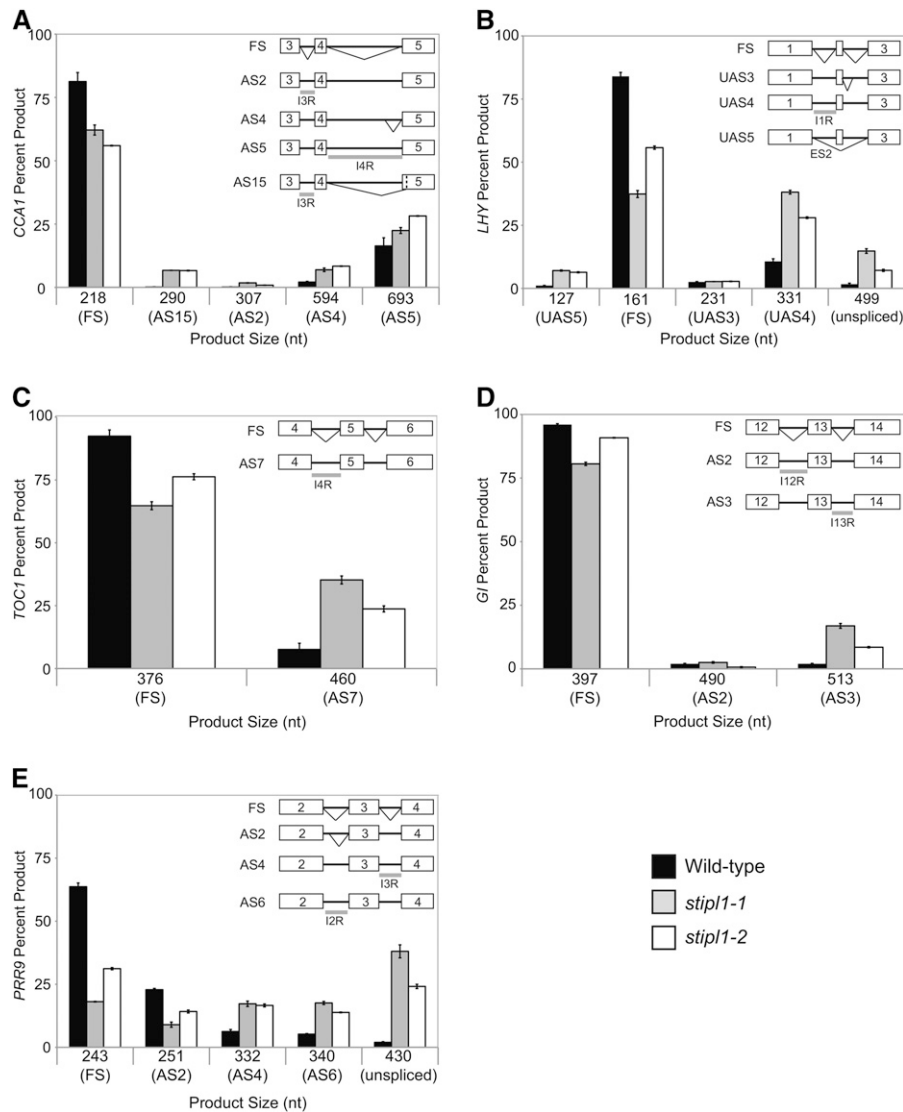 A
CCA1 Percent Product
100
75
50
25
0
FS 3 4 5
AS2 3 4 5
I3R
AS4 3 4 5
AS5 3 4 5
I4R
AS15 3 4 5
I3R
218 290 307 594 693
(FS) (AS15) (AS2) (AS4) (AS5)
Product Size (nt)
B
LHY Percent Product
100
75
50
25
0
FS 1 3
UAS3 1 3
UAS4 1 3
I1R
UAS5 1 3
ES2
127 161 231 331 499
(UAS5) (FS) (UAS3) (UAS4) (unspliced)
Product Size (nt)
C
TOC1 Percent Prodct
100
75
50
25
0
FS 4 5 6
AS7 4 5 6
I4R
376 460
(FS) (AS7)
Product Size (nt)
D
GI Percent Product
100
75
50
25
0
FS 12 13 14
AS2 12 13 14
I12R
AS3 12 13 14
I13R
397 490 513
(FS) (AS2) (AS3)
Product Size (nt)
E
PRR9 Percent Product
100
75
50
25
0
FS 2 3 4
AS2 2 3 4
AS4 2 3 4
I3R
AS6 2 3 4
I2R
243 251 332 340 430
(FS) (AS2) (AS4) (AS6) (unspliced)
Product Size (nt)
Wild-type
stipl1-1
stipl1-2